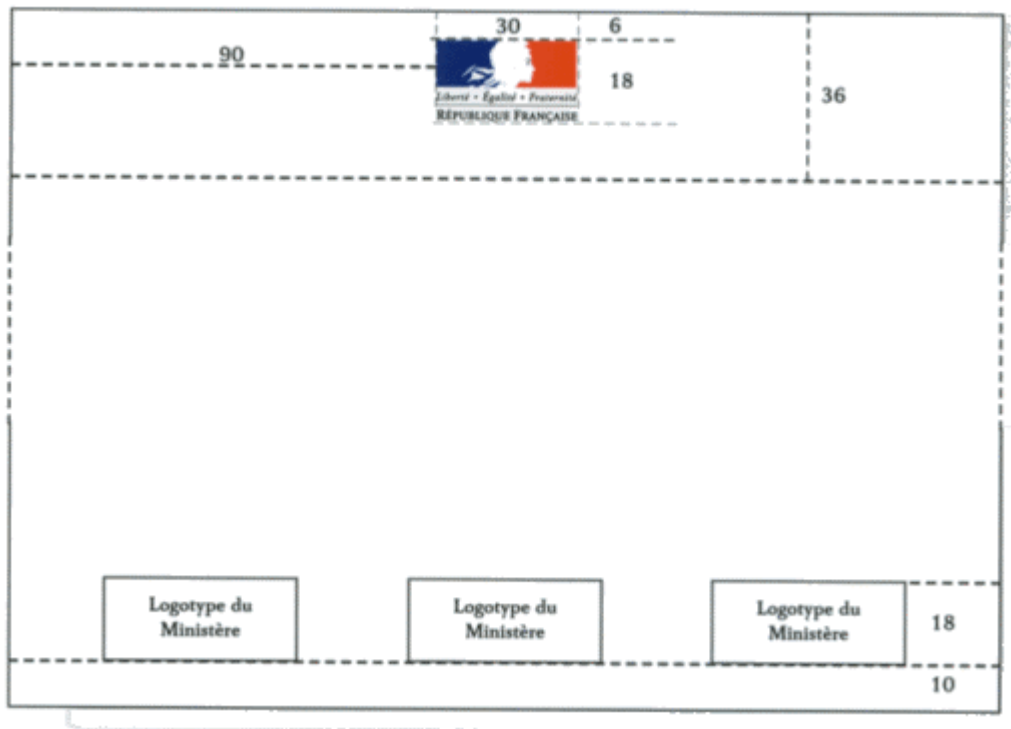 30
6
90
18
36
Liberté • Égalité • Fraternité
RÉPUBLIQUE FRANÇAISE
Logotype du
Ministère
Logotype du
Ministère
Logotype du
Ministère
18
10